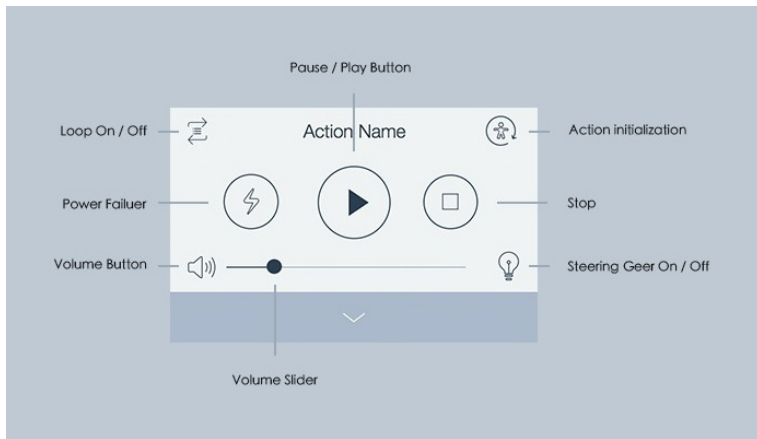 Pause / Play Button
Loop On / Off
Action Name
Action initialization
Power Failuer
Stop
Volume Button
Steering Geer On / Off
Volume Slider